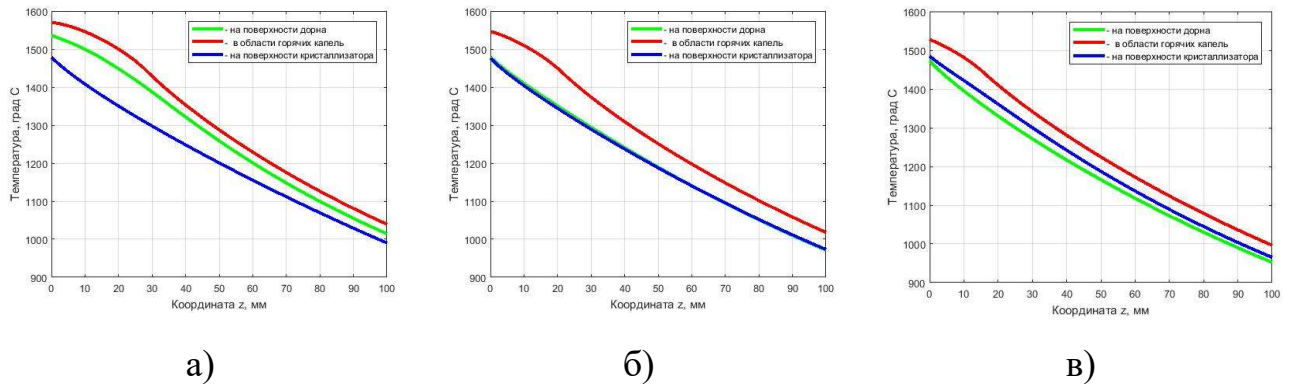 1600
1500
1400
1300
1200
1100
1000
900
0 10 20 30 40 50 60 70 80 90 100
Температура, град C
Координата z, мм
- на поверхности дорна
- в области горячих капель
- на поверхности кристаллизатора
а)
1600
1500
1400
1300
1200
1100
1000
900
0 10 20 30 40 50 60 70 80 90 100
Температура, град C
Координата z, мм
- на поверхности дорна
- в области горячих капель
- на поверхности кристаллизатора
б)
1600
1500
1400
1300
1200
1100
1000
900
0 10 20 30 40 50 60 70 80 90 100
Температура, град C
Координата z, мм
- на поверхности дорна
- в области горячих капель
- на поверхности кристаллизатора
в)